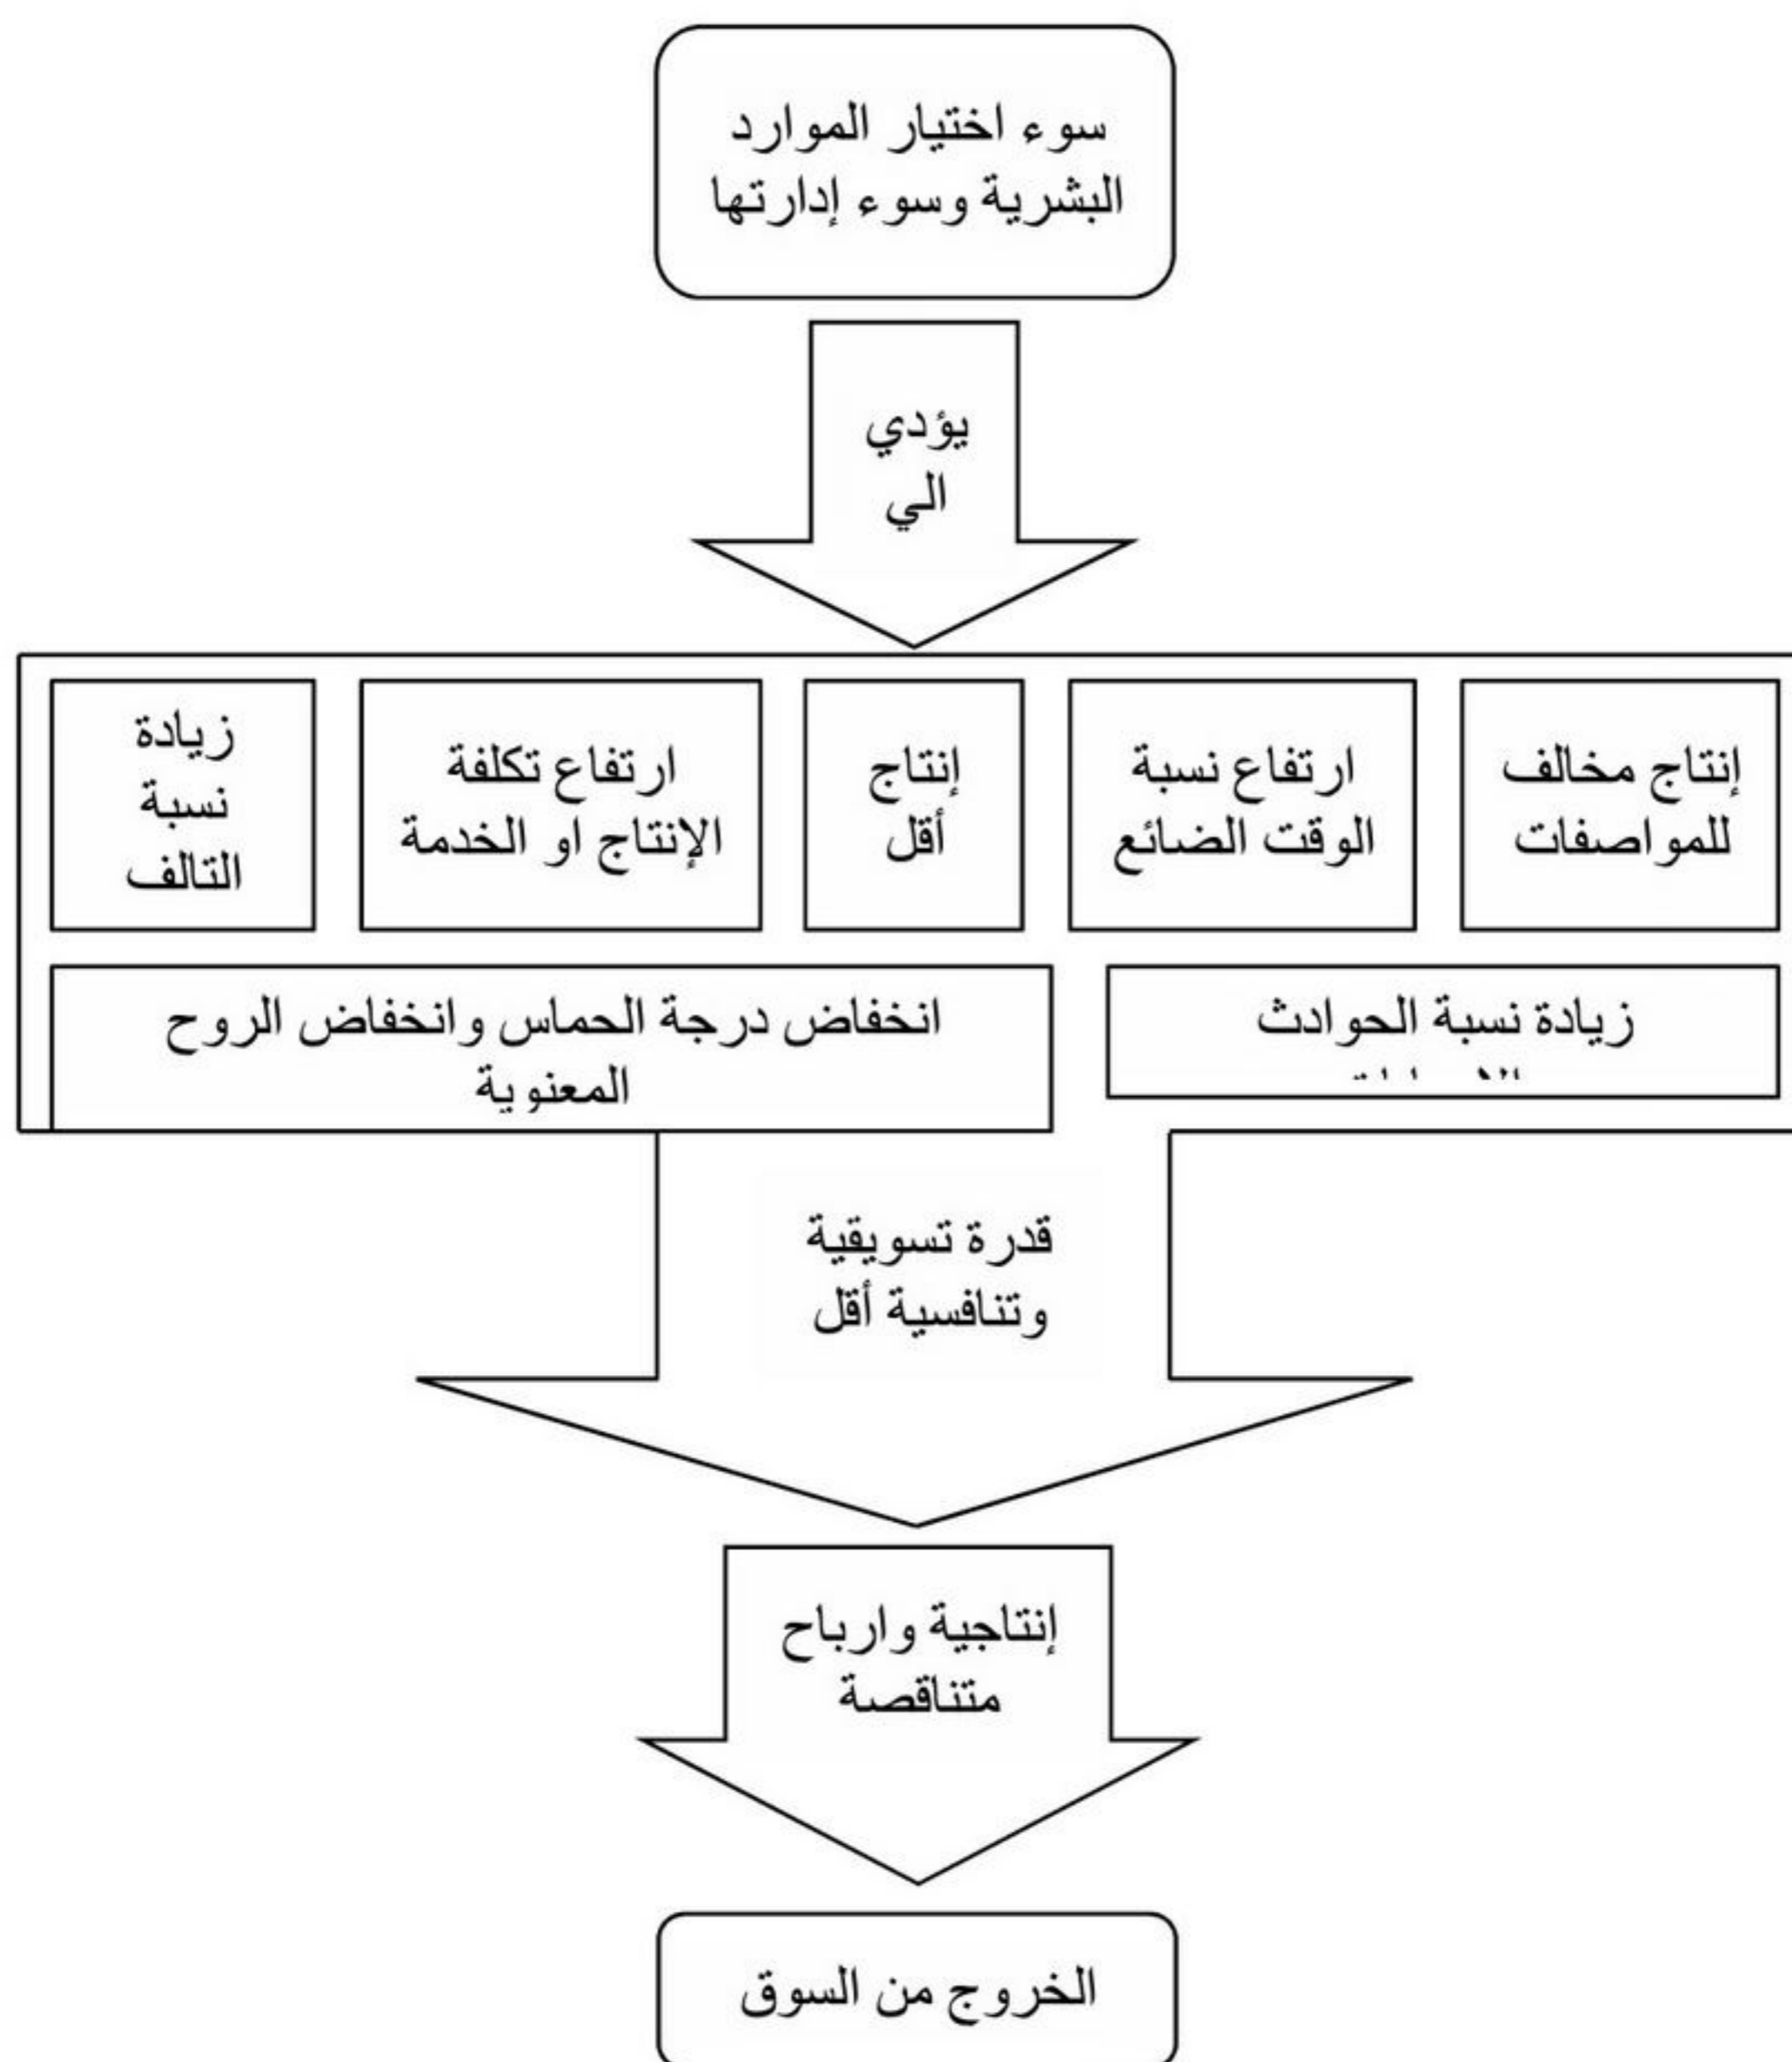 سوء اختيار الموارد
البشرية وسوء إدارتها
يؤدي
الي
إنتاج مخالف
للمواصفات
ارتفاع نسبة
الوقت الضائع
إنتاج
أقل
ارتفاع تكلفة
الإنتاج او الخدمة
زيادة
نسبة
التالف
زيادة نسبة الحوادث
انخفاض درجة الحماس وانخفاض الروح
المعنوية
قدرة تسويقية
وتنافسية أقل
إنتاجية وارباح
متناقصة
الخروج من السوق